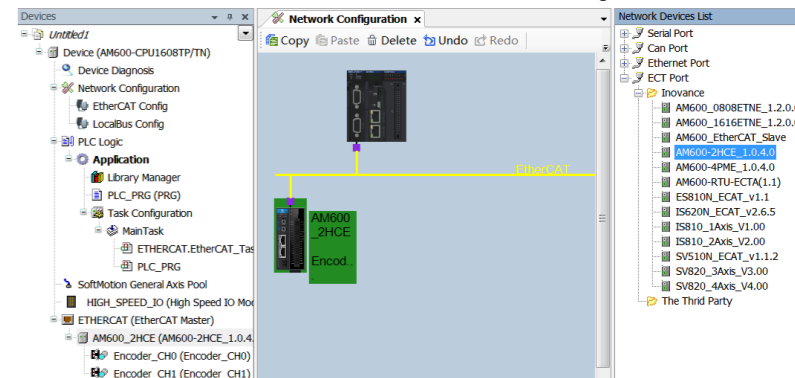 Devices
Untitled1
Device (AM600-CPU1608TP/TN)
Device Diagnosis
Network Configuration
EtherCAT Config
LocalBus Config
PLC Logic
Application
Library Manager
PLC_PRG (PRG)
Task Configuration
MainTask
ETHERCAT.EtherCAT_Tas
PLC_PRG
SoftMotion General Axis Pool
HIGH_SPEED_IO (High Speed IO Mo
ETHERCAT (EtherCAT Master)
AM600_2HCE (AM600-2HCE_1.0.4.
Encoder_CH0 (Encoder_CH0)
Encoder_CH1 (Encoder_CH1)
Network Configuration x
Copy Paste Delete Undo Redo
EtherCAT
AM600
_2HCE
Encod..
Network Devices List
Serial Port
Can Port
Ethernet Port
ECT Port
Inovance
AM600_0808ETNE_1.2.0.
AM600_1616ETNE_1.2.0.
AM600_EtherCAT_Slave
AM600-2HCE_1.0.4.0
AM600-4PME_1.0.4.0
AM600-RTU-ECTA(1.1)
ES810N_ECAT_v1.1
IS620N_ECAT_v2.6.5
IS810_1Axis_V1.00
IS810_2Axis_V2.00
SV510N_ECAT_v1.1.2
SV820_3Axis_V3.00
SV820_4Axis_V4.00
The Thrid Party